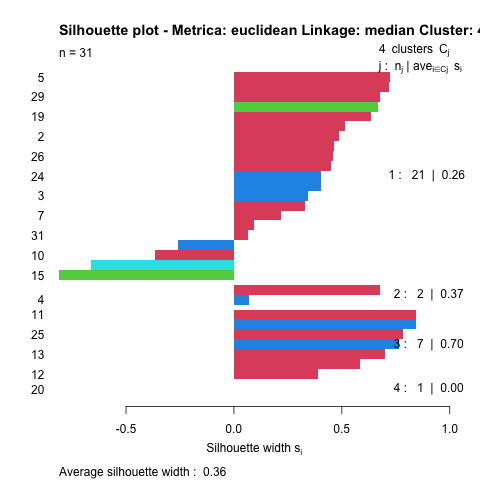 Silhouette plot - Metrica: euclidean Linkage: median Cluster: 4
n = 31
4 clusters Cj
j : nj | avei∈Cj si
5
29
19
2
26
24
1 : 21 | 0.26
3
7
31
10
15
2 : 2 | 0.37
4
11
25
3 : 7 | 0.70
13
12
4 : 1 | 0.00
20
-0.5 0.0 0.5 1.0
Silhouette width si
Average silhouette width : 0.36